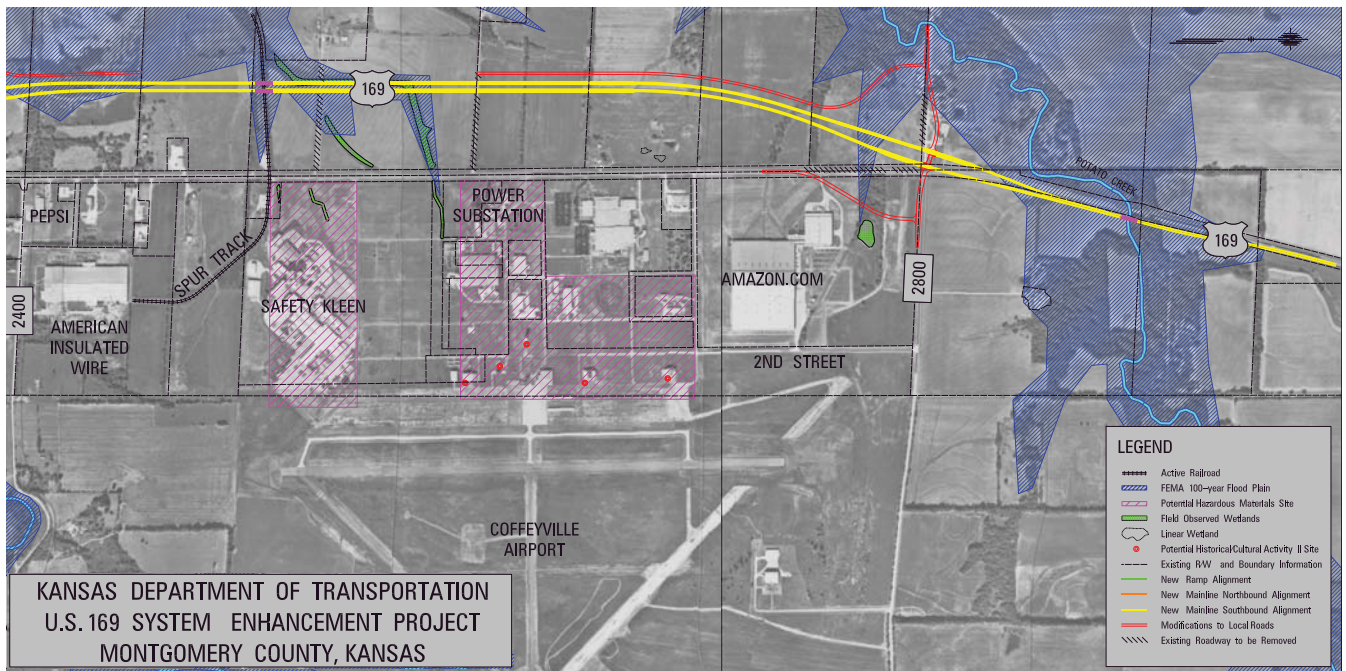 169
POTATO CREEK
PEPSI
POWER
SUBSTATION
169
SPUR TRACK
SAFETY KLEEN
AMAZON.COM
2800
2400
AMERICAN
INSULATED
WIRE
2ND STREET
COFFEYVILLE
AIRPORT
LEGEND
Active Railroad
FEMA 100-year Flood Plain
Potential Hazardous Materials Site
Field Observed Wetlands
Linear Wetland
Potential Historical\Cultural Activity II Site
Existing R\W and Boundary Information
New Ramp Alignment
New Mainline Northbound Alignment
New Mainline Southbound Alignment
Modifications to Local Roads
Existing Roadway to be Removed
KANSAS DEPARTMENT OF TRANSPORTATION
U.S. 169 SYSTEM ENHANCEMENT PROJECT
MONTGOMERY COUNTY, KANSAS